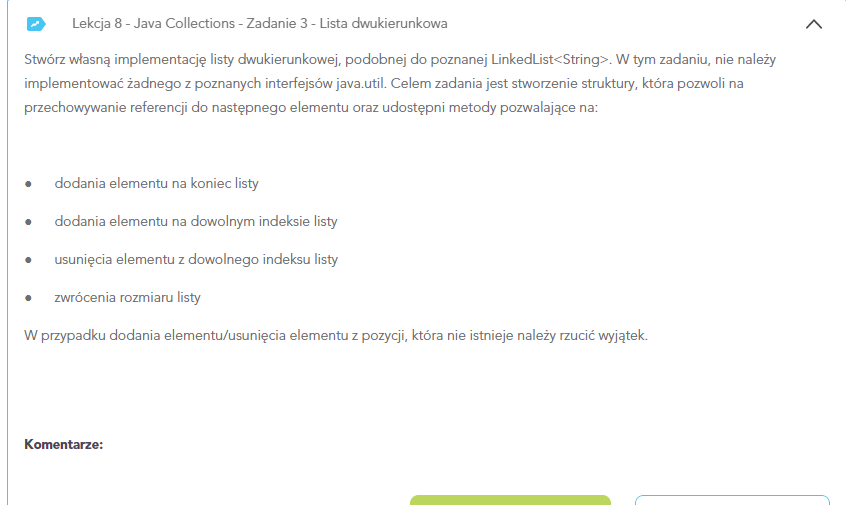 Lekcja 8 - Java Collections - Zadanie 3 - Lista dwukierunkowa
Stwórz własną implementację listy dwukierunkowej, podobnej do poznanej LinkedList<String>. W tym zadaniu, nie należy
implementować żadnego z poznanych interfejsów java.util. Celem zadania jest stworzenie struktury, która pozwoli na
przechowywanie referencji do następnego elementu oraz udostępni metody pozwalające na:
● dodania elementu na koniec listy
● dodania elementu na dowolnym indeksie listy
● usunięcia elementu z dowolnego indeksu listy
● zwrócenia rozmiaru listy
W przypadku dodania elementu/usunięcia elementu z pozycji, która nie istnieje należy rzucić wyjątek.
Komentarze: